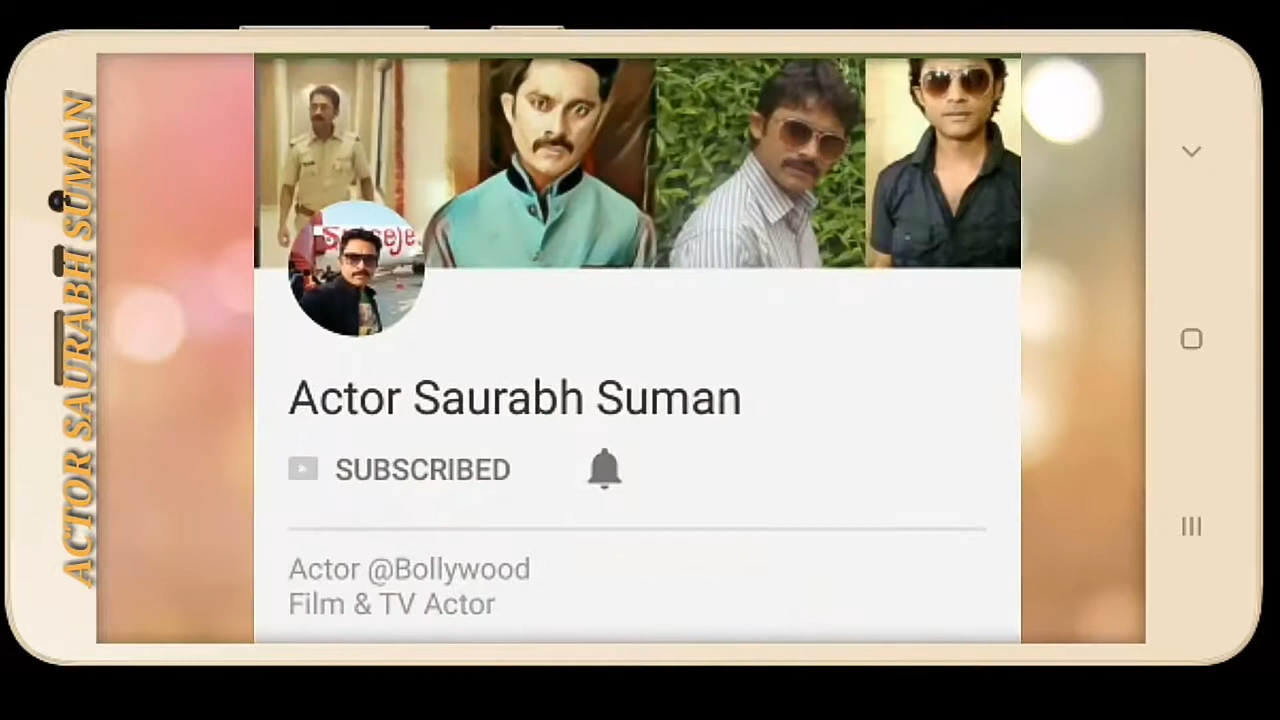 ACTOR SAURABH SUMAN
Actor Saurabh Suman
SUBSCRIBED
Actor @Bollywood
Film & TV Actor